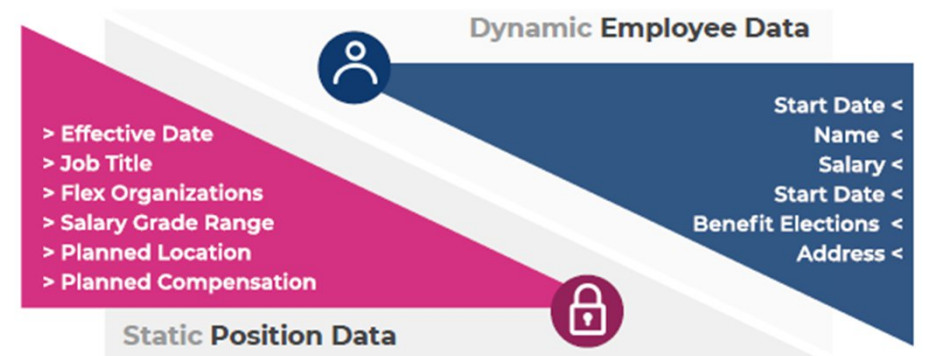 Dynamic Employee Data
> Effective Date
> Job Title
> Flex Organizations
> Salary Grade Range
> Planned Location
> Planned Compensation
Start Date <
Name <
Salary <
Start Date <
Benefit Elections <
Address <
Static Position Data